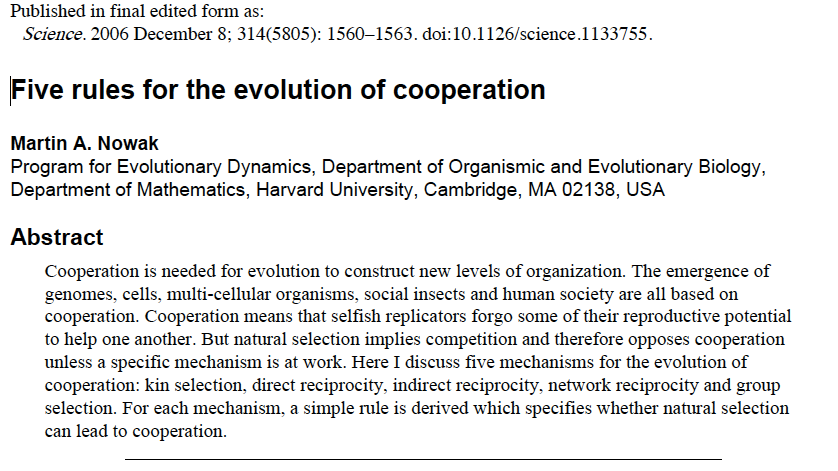 Published in final edited form as:
Science. 2006 December 8; 314(5805): 1560–1563. doi:10.1126/science.1133755.
Five rules for the evolution of cooperation
Martin A. Nowak
Program for Evolutionary Dynamics, Department of Organismic and Evolutionary Biology,
Department of Mathematics, Harvard University, Cambridge, MA 02138, USA
Abstract
Cooperation is needed for evolution to construct new levels of organization. The emergence of
genomes, cells, multi-cellular organisms, social insects and human society are all based on
cooperation. Cooperation means that selfish replicators forgo some of their reproductive potential
to help one another. But natural selection implies competition and therefore opposes cooperation
unless a specific mechanism is at work. Here I discuss five mechanisms for the evolution of
cooperation: kin selection, direct reciprocity, indirect reciprocity, network reciprocity and group
selection. For each mechanism, a simple rule is derived which specifies whether natural selection
can lead to cooperation.